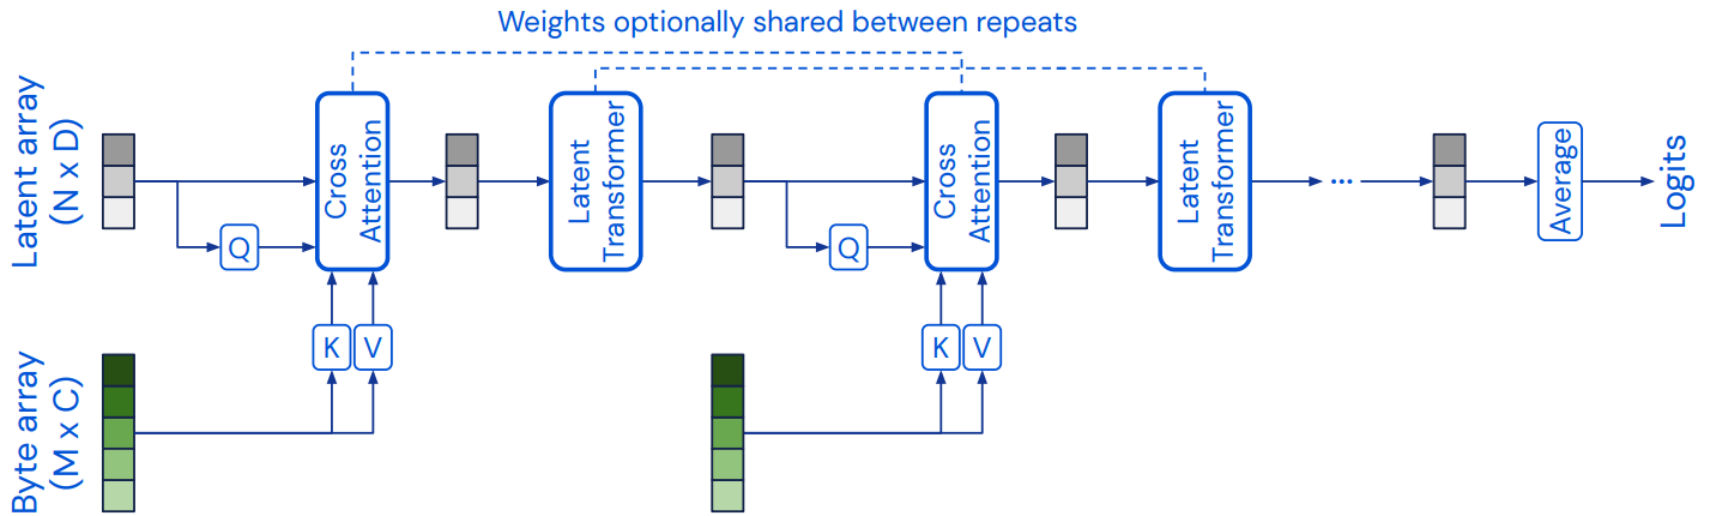 Weights optionally shared between repeats
Latent array
(N x D)
Q
Cross
Attention
Latent
Transformer
Q
Cross
Attention
Latent
Transformer
...
Average
Logits
Byte array
(M x C)
K
V
K
V